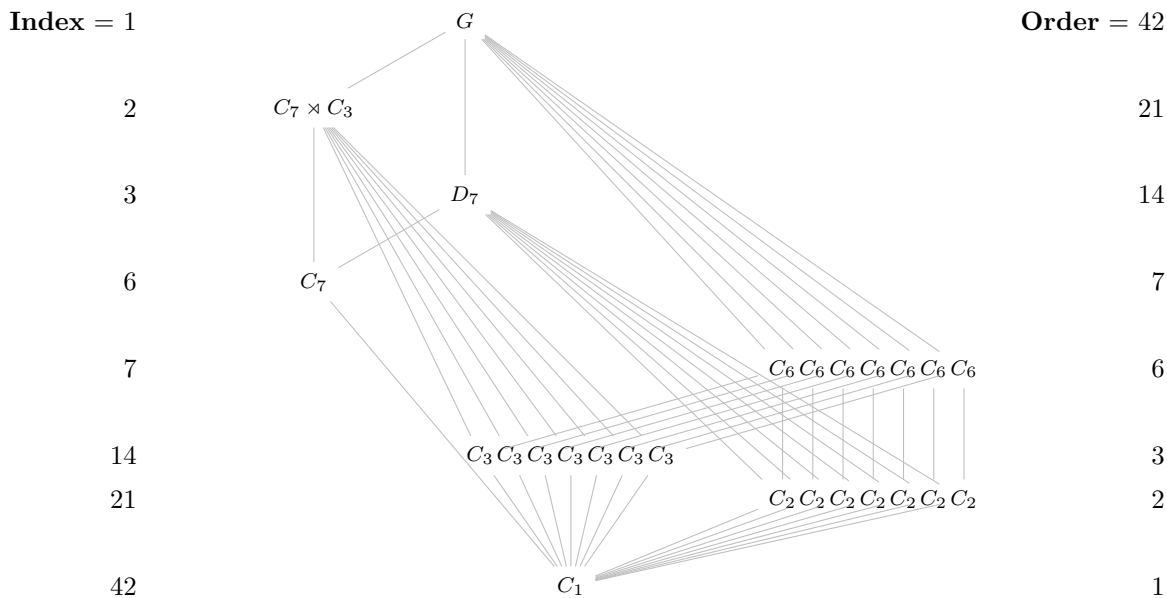 Index = 1 G Order = 42
2 C₇ ⋊ C₃ 21
3 D₇ 14
6 C₇ 7
7 C₆ C₆ C₆ C₆ C₆ C₆ C₆ 6
14 C₃ C₃ C₃ C₃ C₃ C₃ C₃ 3
21 C₂ C₂ C₂ C₂ C₂ C₂ C₂ 2
42 C₁ 1